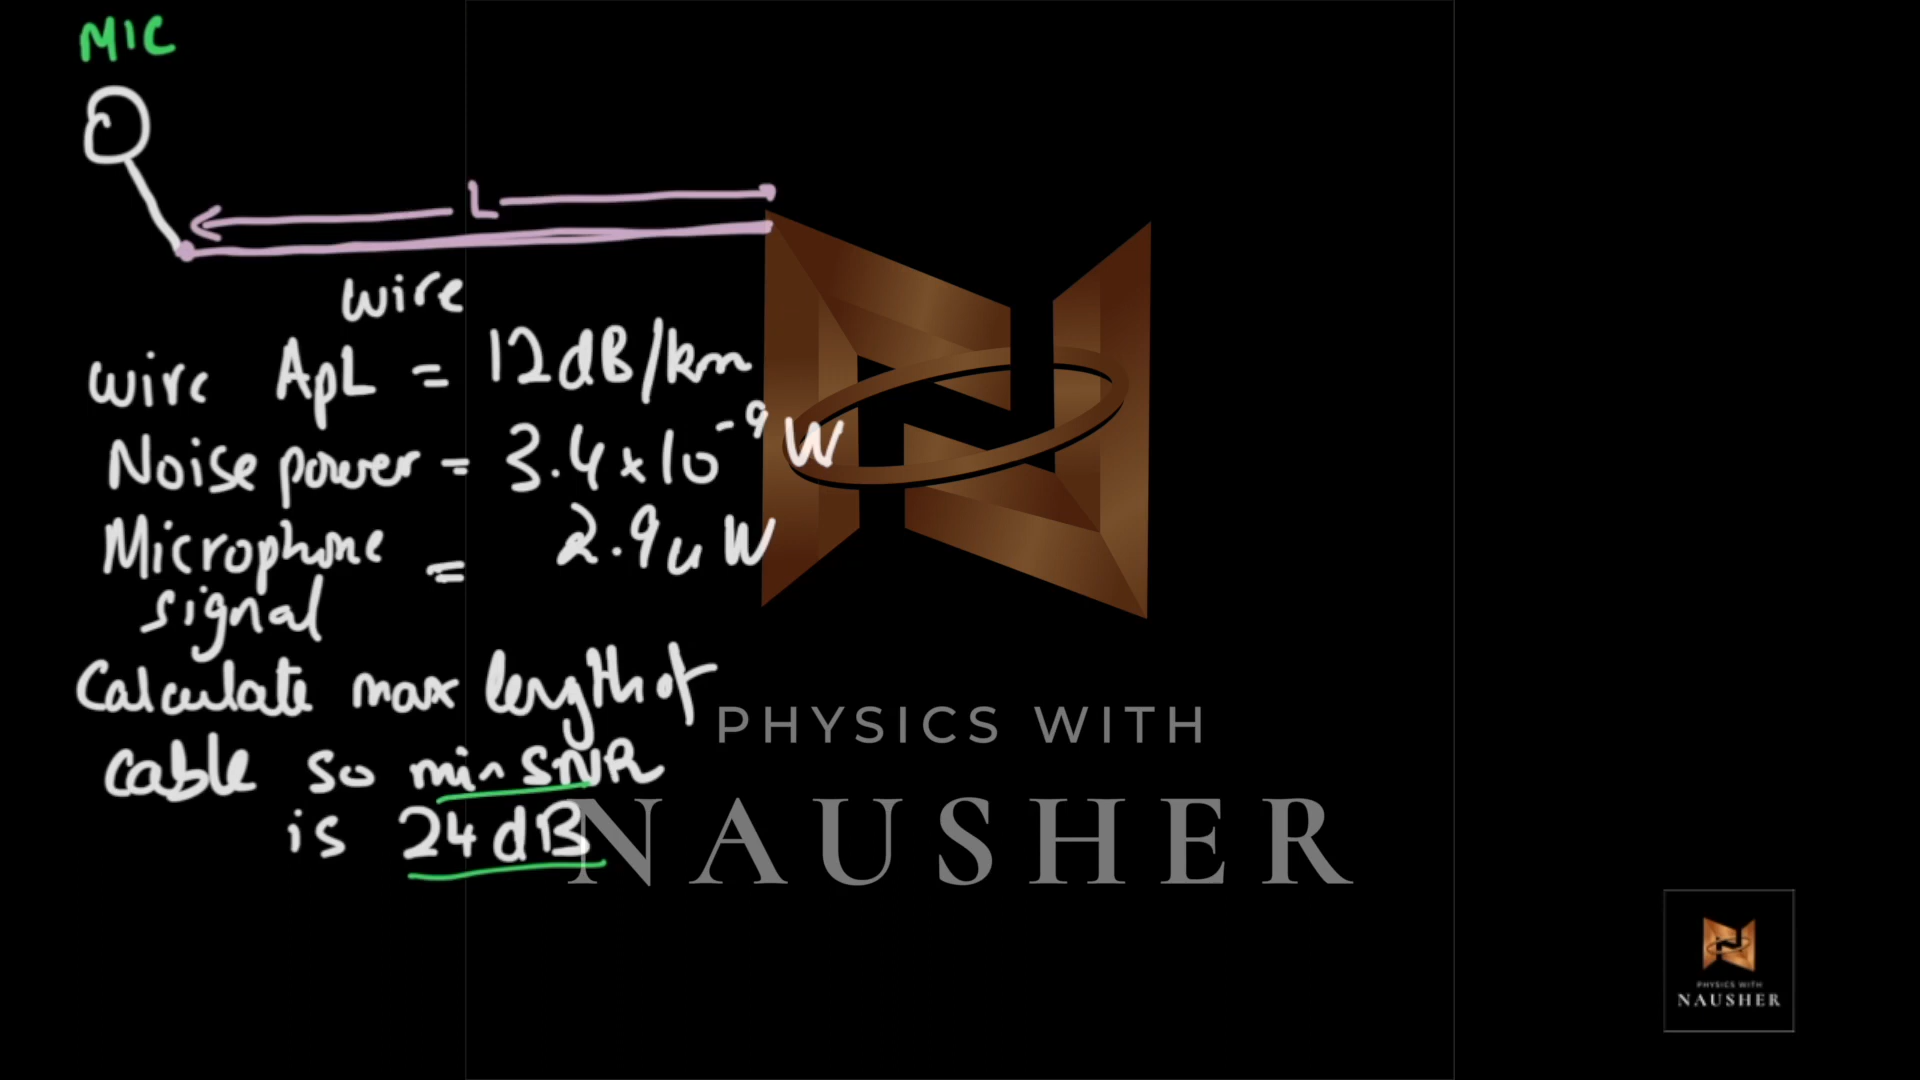 MIC
L
wire
wire ApL = 12dB/km
Noise power = 3.4 x 10⁻⁹ W
Microphone signal = 2.9u W
Calculate max length of
cable so min SNR
is 24dB
PHYSICS WITH
NAUSHER
PHYSICS WITH
NAUSHER